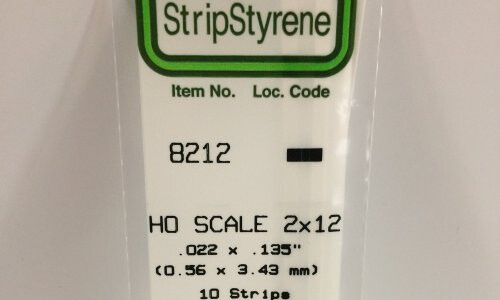 StripStyrene
Item No. Loc. Code
8212
HO SCALE 2x12
.022 x .135"
(0.56 x 3.43 mm)
10 Strips